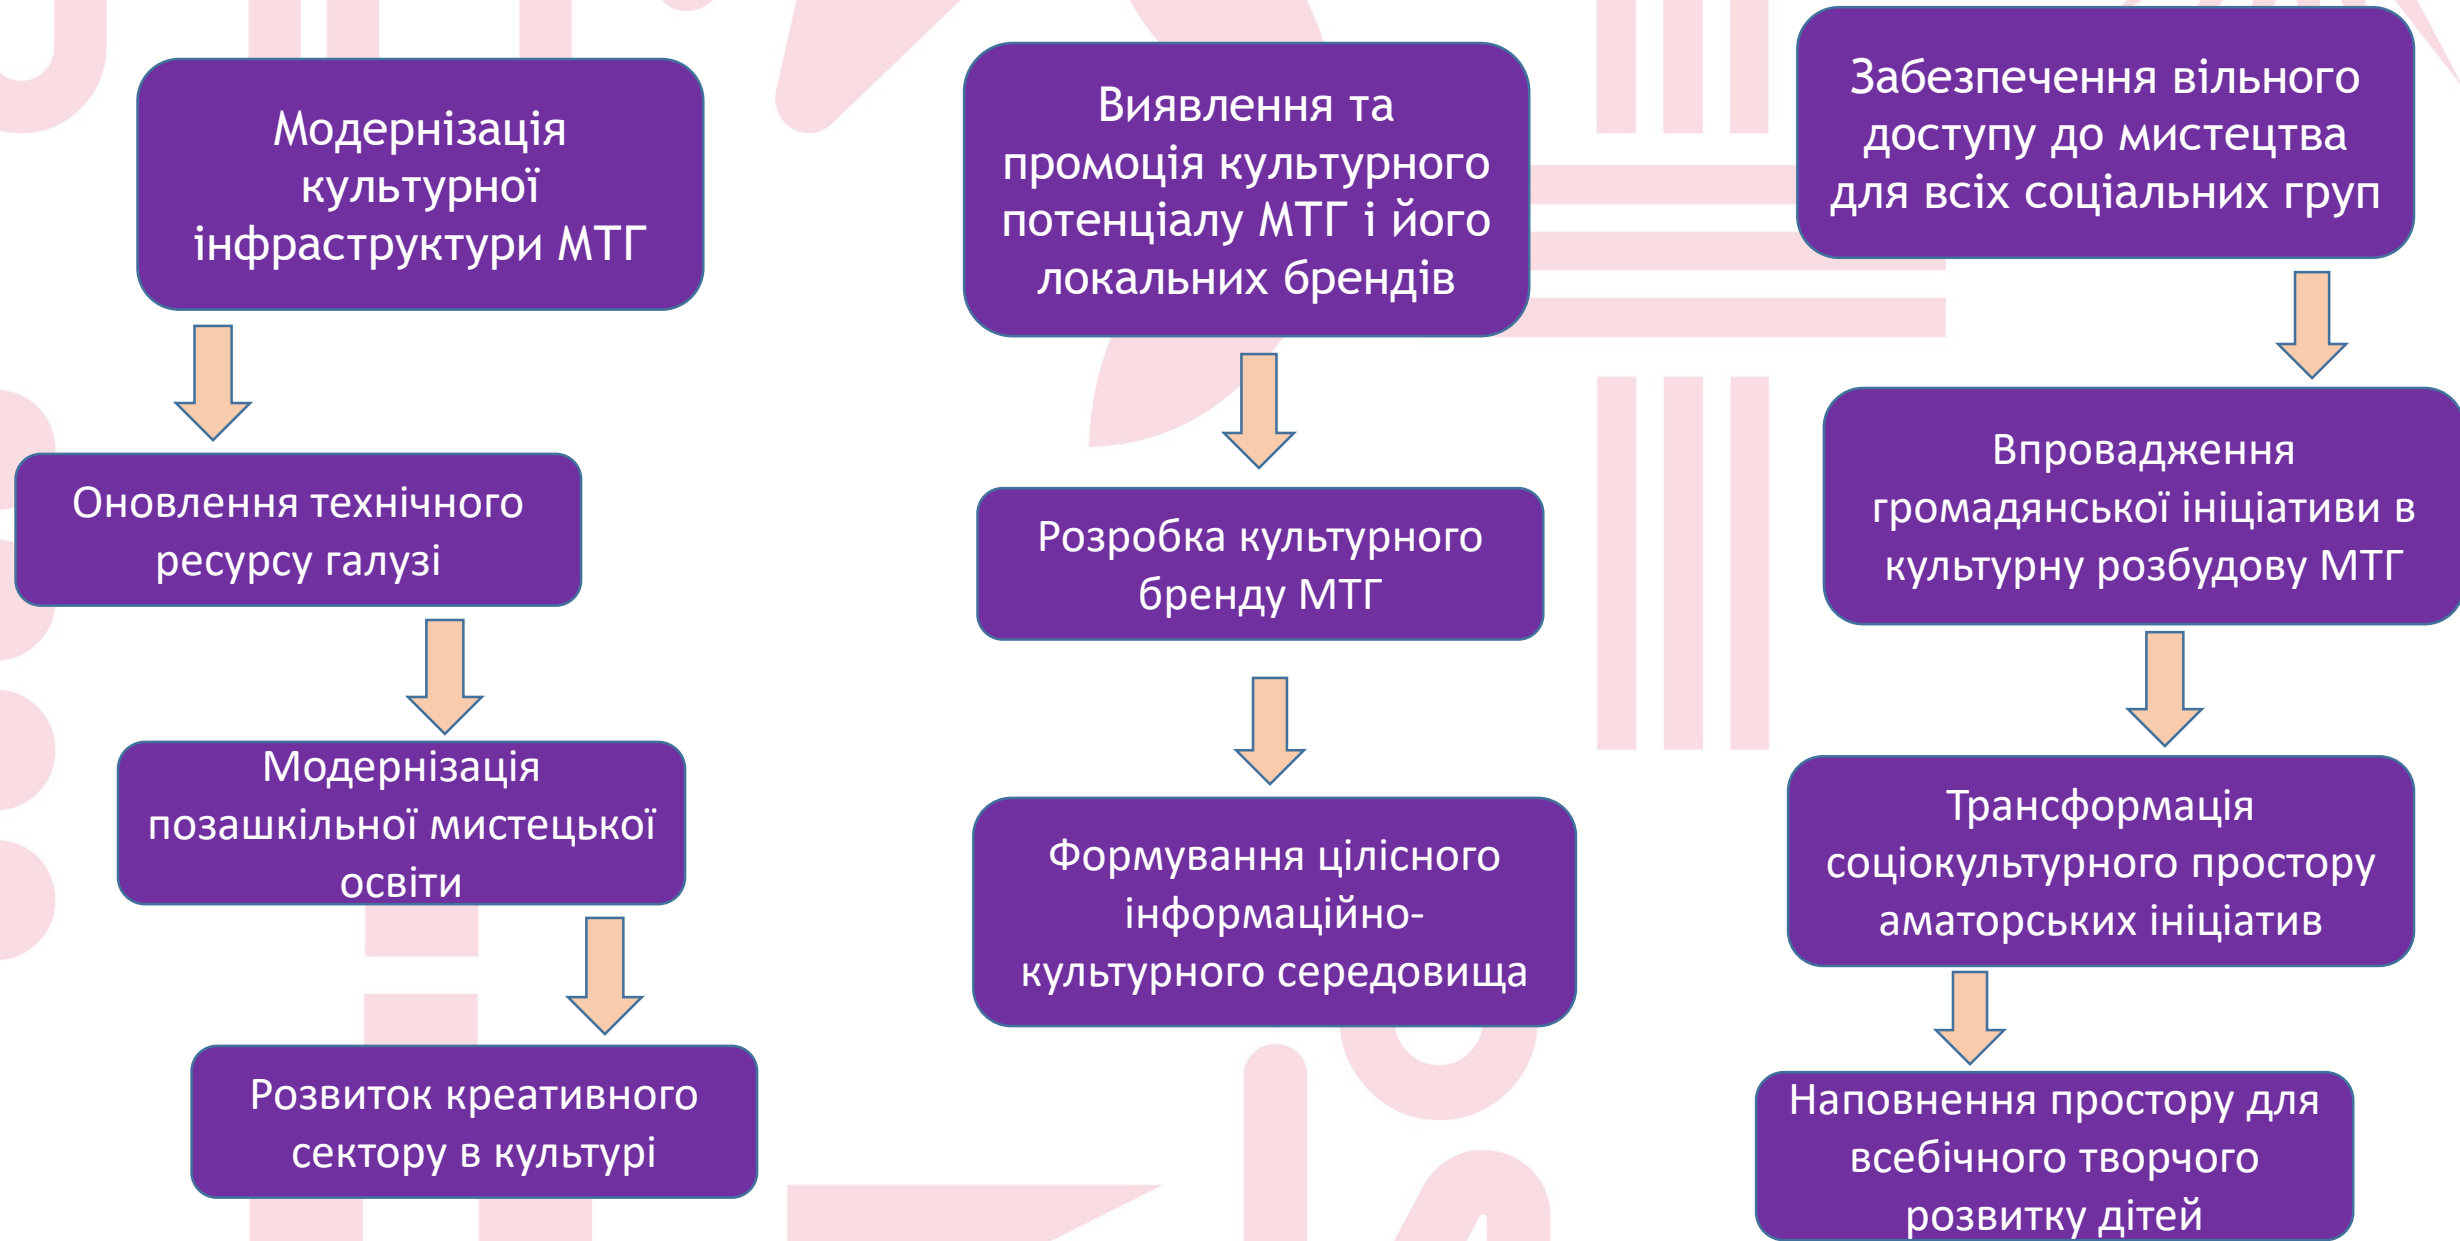 Модернізація
культурної
інфраструктури МТГ
Оновлення технічного
ресурсу галузі
Модернізація
позашкільної мистецької
освіти
Розвиток креативного
сектору в культурі
Виявлення та
промоція культурного
потенціалу МТГ і його
локальних брендів
Розробка культурного
бренду МТГ
Формування цілісного
інформаційно-
культурного середовища
Забезпечення вільного
доступу до мистецтва
для всіх соціальних груп
Впровадження
громадянської ініціативи в
культурну розбудову МТГ
Трансформація
соціокультурного простору
аматорських ініціатив
Наповнення простору для
всебічного творчого
розвитку дітей